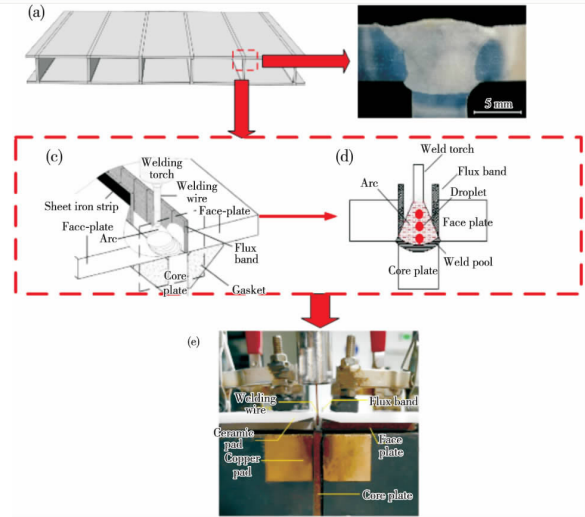 (a)
5 mm
(c)
Welding
torch
Welding
wire
Sheet iron strip
Face-plate
Facc-plate
Arc
Flux
band
Core-
plate
Gasket
(d)
Weld torch
Flux band
Arc
Droplet
Face plate
Core plate
Weld pool
(e)
Welding
wire
Flux band
Ceramic
pad
Copper
pad
Face
plate
Core plate